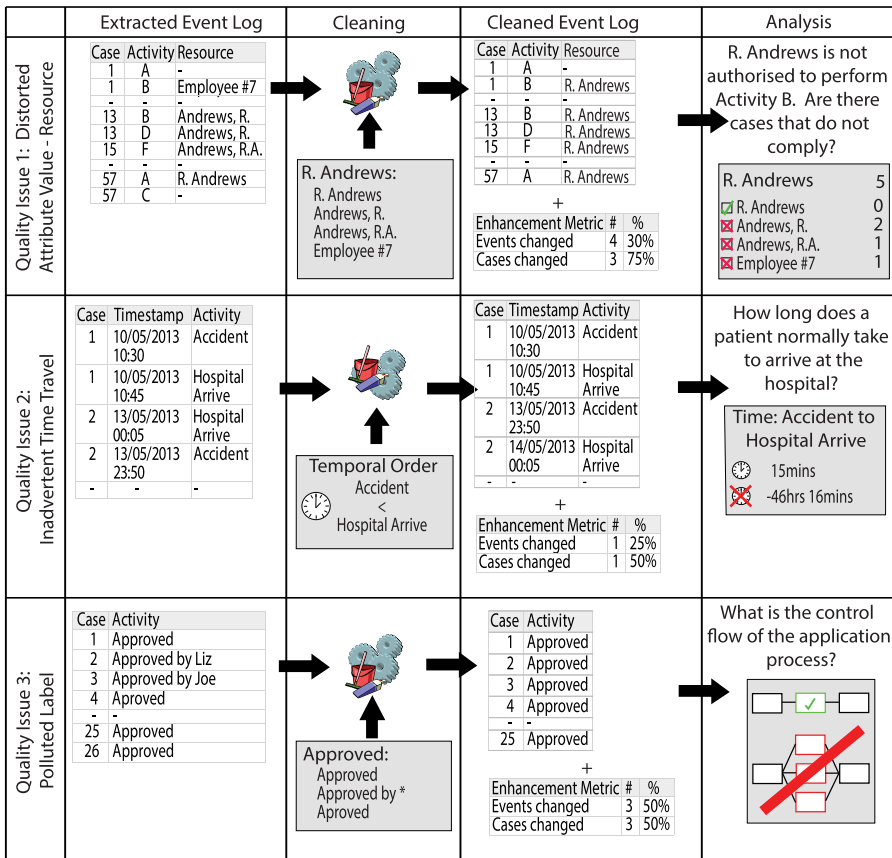 Extracted Event Log
Cleaning
Cleaned Event Log
Analysis
Quality Issue 1: Distorted
Attribute Value - Resource
Case Activity Resource
1 A -
1 B Employee #7
- - -
13 B Andrews, R.
13 D Andrews, R.
15 F Andrews, R.A.
- - -
57 A R. Andrews
57 C -
R. Andrews:
R. Andrews
Andrews, R.
Andrews, R.A.
Employee #7
Case Activity Resource
1 A -
1 B R. Andrews
- - -
13 B R. Andrews
13 D R. Andrews
15 F R. Andrews
- - -
57 A R. Andrews
+
Enhancement Metric # %
Events changed 4 30%
Cases changed 3 75%
R. Andrews is not
authorised to perform
Activity B. Are there
cases that do not
comply?
R. Andrews 5
R. Andrews 0
Andrews, R. 2
Andrews, R.A. 1
Employee #7 1
Quality Issue 2:
Inadvertent Time Travel
Case Timestamp Activity
1 10/05/2013 Accident
10:30
1 10/05/2013 Hospital
10:45 Arrive
2 13/05/2013 Hospital
00:05 Arrive
2 13/05/2013 Accident
23:50
- - -
Temporal Order
Accident
<
Hospital Arrive
Case Timestamp Activity
1 10/05/2013 Accident
10:30
1 10/05/2013 Hospital
10:45 Arrive
2 13/05/2013 Accident
23:50
2 14/05/2013 Hospital
00:05 Arrive
- - -
+
Enhancement Metric # %
Events changed 1 25%
Cases changed 1 50%
How long does a
patient normally take
to arrive at the
hospital?
Time: Accident to
Hospital Arrive
15mins
-46hrs 16mins
Quality Issue 3:
Polluted Label
Case Activity
1 Approved
2 Approved by Liz
3 Approved by Joe
4 Aproved
- -
25 Approved
26 Approved
Approved:
Approved
Approved by *
Aproved
Case Activity
1 Approved
2 Approved
3 Approved
4 Approved
- -
25 Approved
+
Enhancement Metric # %
Events changed 3 50%
Cases changed 3 50%
What is the control
flow of the application
process?